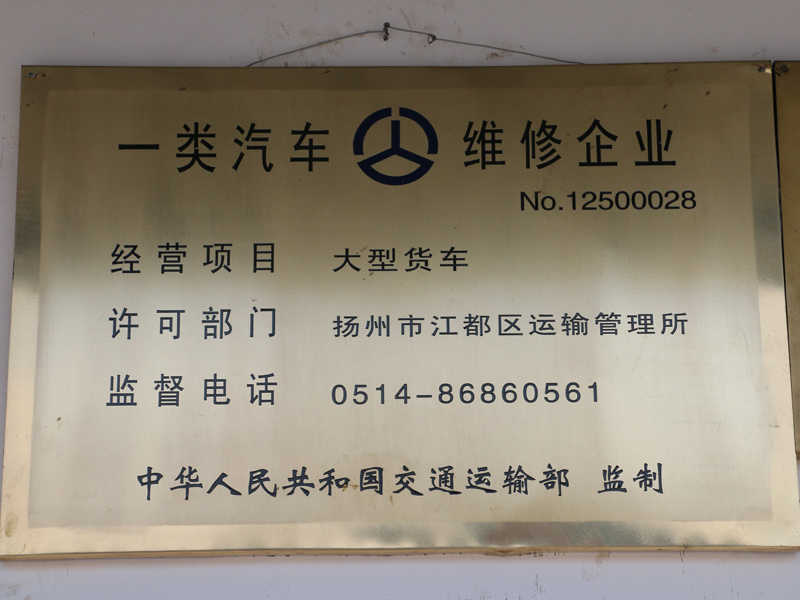 一类汽车 维修企业
No.12500028
经营项目 大型货车
许可部门 扬州市江都区运输管理所
监督电话 0514-86860561
中华人民共和国交通运输部 监制